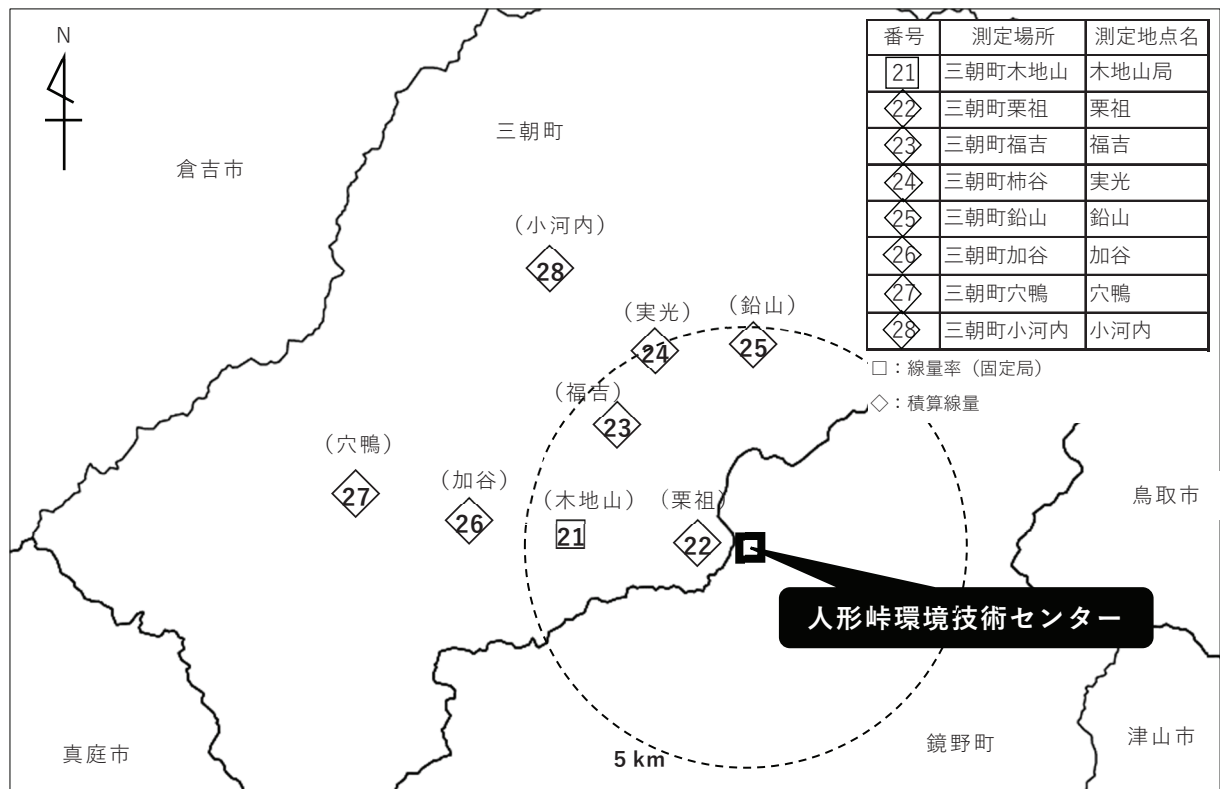 N
三朝町
倉吉市
番号 測定場所 測定地点名
21 三朝町木地山 木地山局
22 三朝町栗祖 栗祖
23 三朝町福吉 福吉
24 三朝町柿谷 実光
25 三朝町鉛山 鉛山
26 三朝町加谷 加谷
27 三朝町穴鴨 穴鴨
28 三朝町小河内 小河内
□：線量率（固定局）
◇：積算線量
（小河内）
28
（実光）
24
（鉛山）
25
（福吉）
23
（穴鴨）
27
（加谷）
26
（木地山）
21
（栗祖）
22
鳥取市
人形峠環境技術センター
真庭市
5 km
鏡野町
津山市